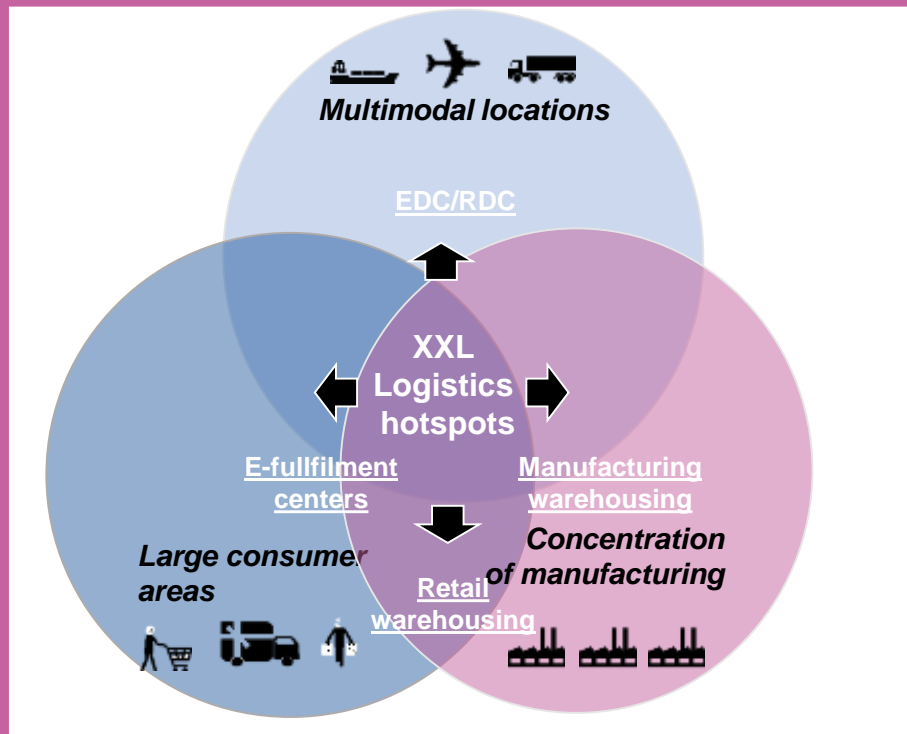 Multimodal locations
EDC/RDC
XXL
Logistics
hotspots
E-fullfilment
centers
Manufacturing
warehousing
Large consumer
areas
Concentration
of manufacturing
Retail
warehousing